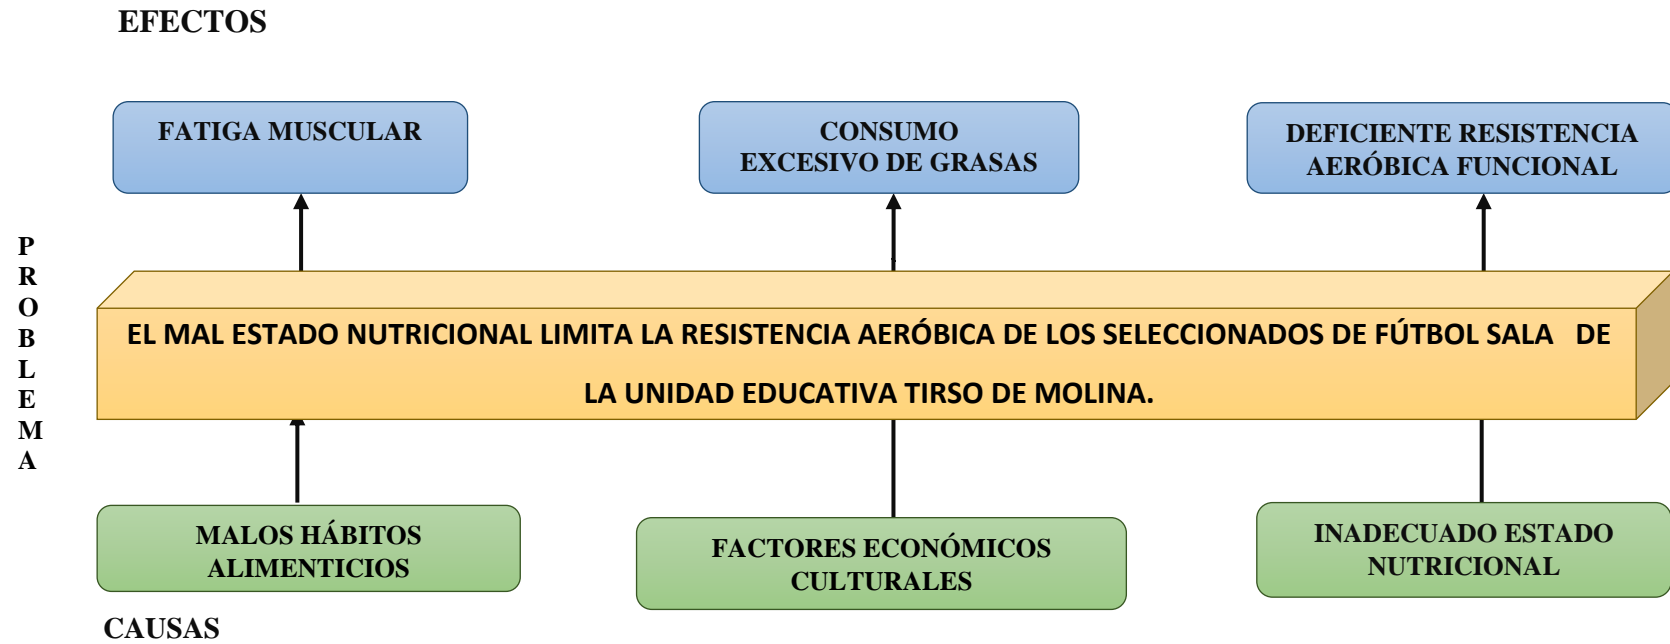 EFECTOS
FATIGA MUSCULAR
CONSUMO
EXCESIVO DE GRASAS
DEFICIENTE RESISTENCIA
AERÓBICA FUNCIONAL
P
R
O
B
L
E
M
A
EL MAL ESTADO NUTRICIONAL LIMITA LA RESISTENCIA AERÓBICA DE LOS SELECCIONADOS DE FÚTBOL SALA DE
LA UNIDAD EDUCATIVA TIRSO DE MOLINA.
MALOS HÁBITOS
ALIMENTICIOS
FACTORES ECONÓMICOS
CULTURALES
INADECUADO ESTADO
NUTRICIONAL
CAUSAS